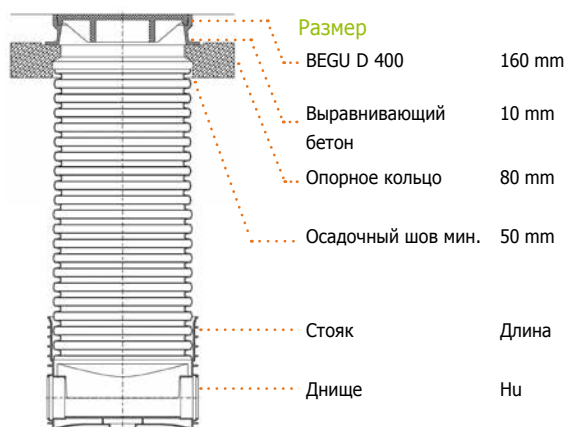 Размер
BEGU D 400 160 mm
Выравнивающий 10 mm
бетон
Опорное кольцо 80 mm
Осадочный шов мин. 50 mm
Стояк Длина
Днище Hu